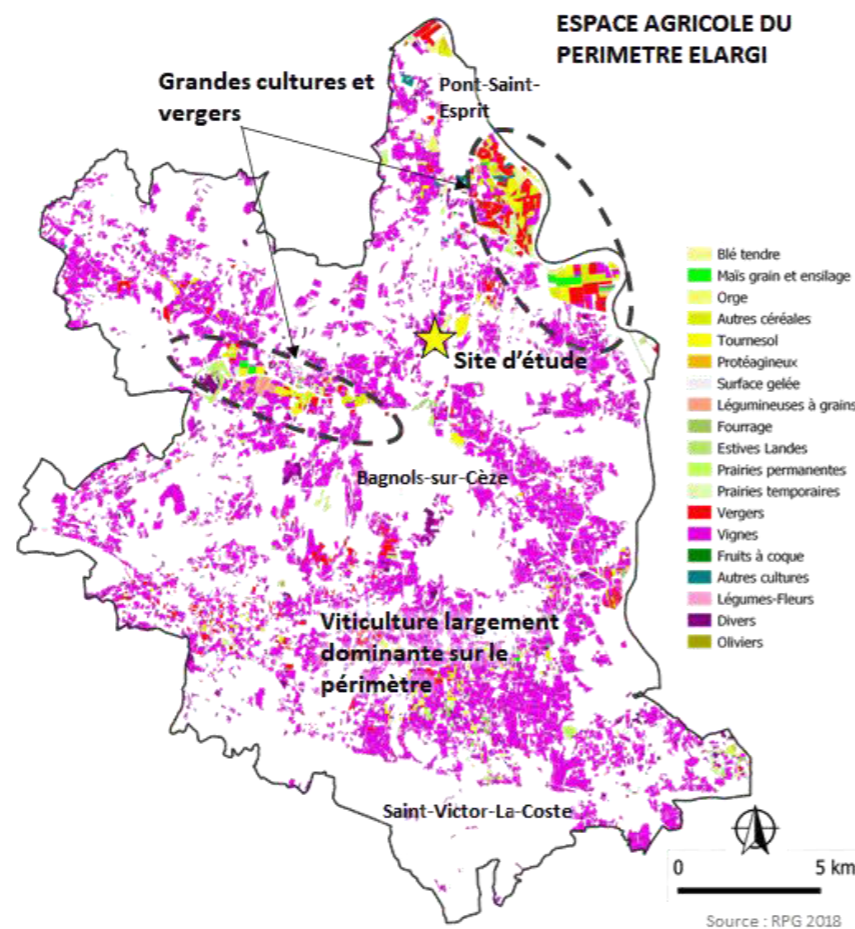 ESPACE AGRICOLE DU
PERIMETRE ELARGI
Grandes cultures et
vergers
Pont-Saint-
Esprit
Site d'étude
Bagnols-sur-Cèze
Viticulture largement
dominante sur le
périmètre
Saint-Victor-La-Coste
Blé tendre
Maïs grain et ensilage
Orge
Autres céréales
Tournesol
Protéagineux
Surface gelée
Légumineuses à grains
Fourrage
Estives Landes
Prairies permanentes
Prairies temporaires
Vergers
Vignes
Fruits à coque
Autres cultures
Légumes-Fleurs
Divers
Oliviers
0 5 km
Source : RPG 2018